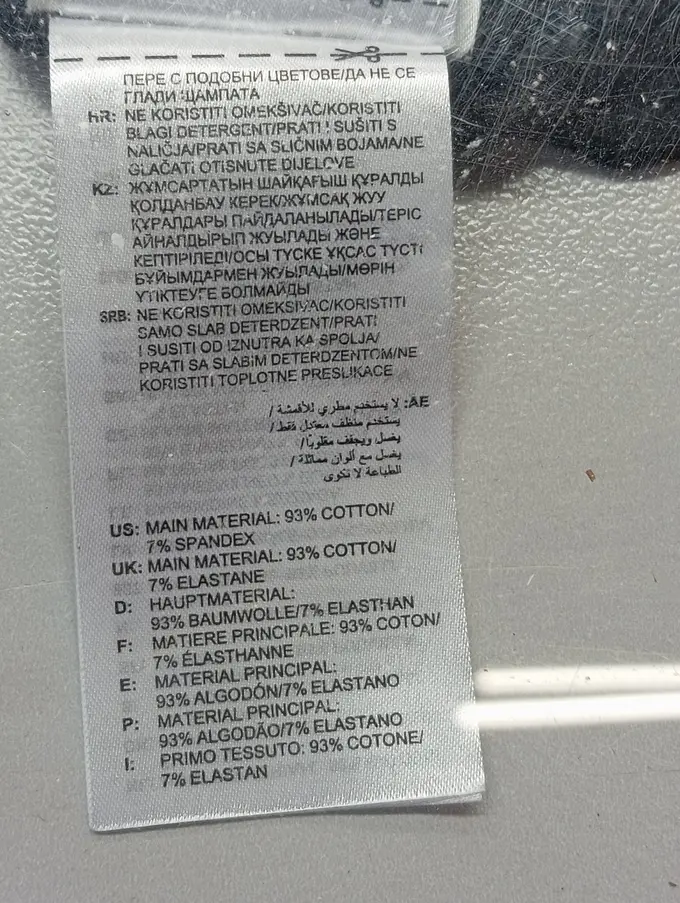 ПЕРЕ С ПОДОБНИ ЦВЕТОВЕ/ДА НЕ СЕ
ГЛАДИ ЩАМПАТА
HR: NE KORISTITI OMEKŠIVAČ/KORISTITI
BLAGI DETERGENT/PRATI I SUŠITI S
NALIČJA/PRATI SA SLIČNIM BOJAMA/NE
GLAČATI OTISNUTE DIJELOVE
KZ: ЖҰМСАРТАТЫН ШАЙҚАҒЫШ ҚҰРАЛДЫ
ҚОЛДАНБАУ КЕРЕК/ЖҰМСАҚ ЖУУ
ҚҰРАЛДАРЫ ПАЙДАЛАНЫЛАДЫ/ТЕРІС
АЙНАЛДЫРЫП ЖУЫЛАДЫ ЖӘНЕ
КЕПТІРІЛЕДІ/ОСЫ ТҮСКЕ ҰҚСАС ТҮСТІ
БҰЙЫМДАРМЕН ЖУЫЛАДЫ/МӨРІН
ҮТІКТЕУГЕ БОЛМАЙДЫ
SRB: NE KORISTITI OMEKSIVAC/KORISTITI
SAMO SLAB DETERDZENT/PRATI
I SUSITI OD IZNUTRA KA SPOLJA/
PRATI SA SLABIM DETERDZENTOM/NE
KORISTITI TOPLOTNE PRESLIKACE
AE: لا يستخدم مطري للأقمشة/
يستخدم منظف معتدل فقط/
يغسل ويجفف مقلوبا/
يغسل مع ألوان مماثلة/
الطباعة لا تكوى
US: MAIN MATERIAL: 93% COTTON/
7% SPANDEX
UK: MAIN MATERIAL: 93% COTTON/
7% ELASTANE
D: HAUPTMATERIAL:
93% BAUMWOLLE/7% ELASTHAN
F: MATIERE PRINCIPALE: 93% COTON/
7% ÉLASTHANNE
E: MATERIAL PRINCIPAL:
93% ALGODÓN/7% ELASTANO
P: MATERIAL PRINCIPAL:
93% ALGODÃO/7% ELASTANO
I: PRIMO TESSUTO: 93% COTONE/
7% ELASTAN